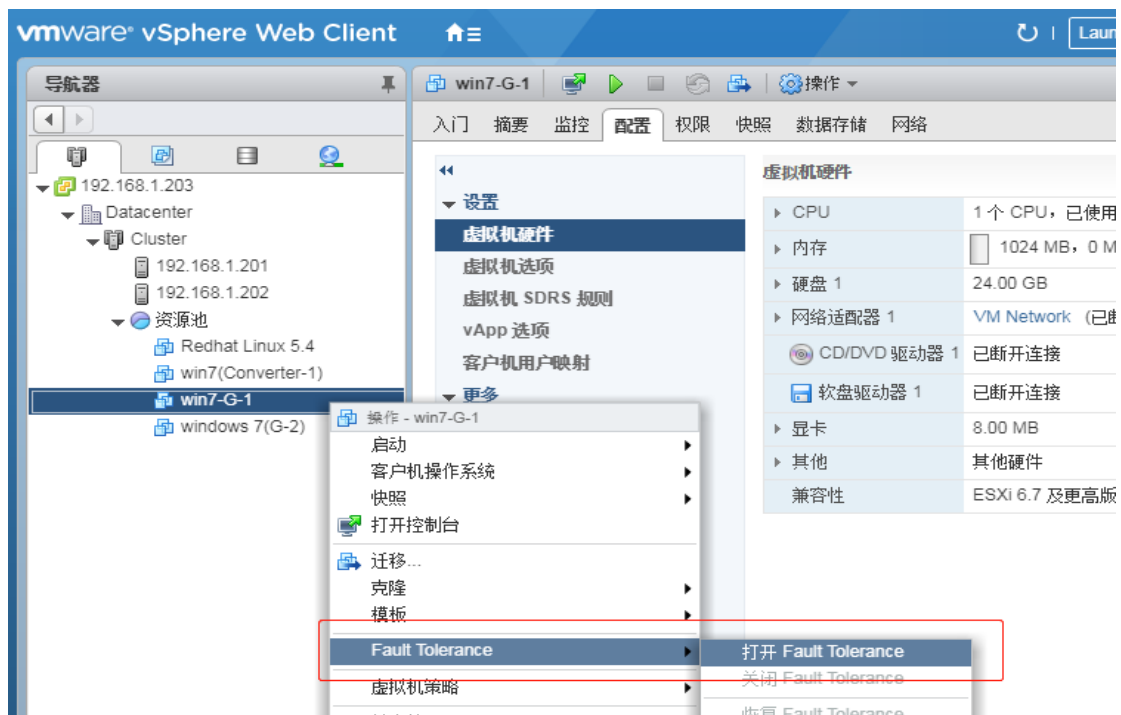 vmware® vSphere Web Client
导航器
192.168.1.203
Datacenter
Cluster
192.168.1.201
192.168.1.202
资源池
Redhat Linux 5.4
win7(Converter-1)
win7-G-1
windows 7(G-2)
win7-G-1
操作
入门 摘要 监控 配置 权限 快照 数据存储 网络
设置
虚拟机硬件
虚拟机选项
虚拟机 SDRS 规则
vApp 选项
客户机用户映射
更多
虚拟机硬件
CPU 1 个 CPU，已使用
内存 1024 MB，0 M
硬盘 1 24.00 GB
网络适配器 1 VM Network (已断
CD/DVD 驱动器 1 已断开连接
软盘驱动器 1 已断开连接
显卡 8.00 MB
其他 其他硬件
兼容性 ESXi 6.7 及更高版
操作 - win7-G-1
启动
客户机操作系统
快照
打开控制台
迁移...
克隆
模板
Fault Tolerance
虚拟机策略
打开 Fault Tolerance
关闭 Fault Tolerance
恢复 Fault Tolerance